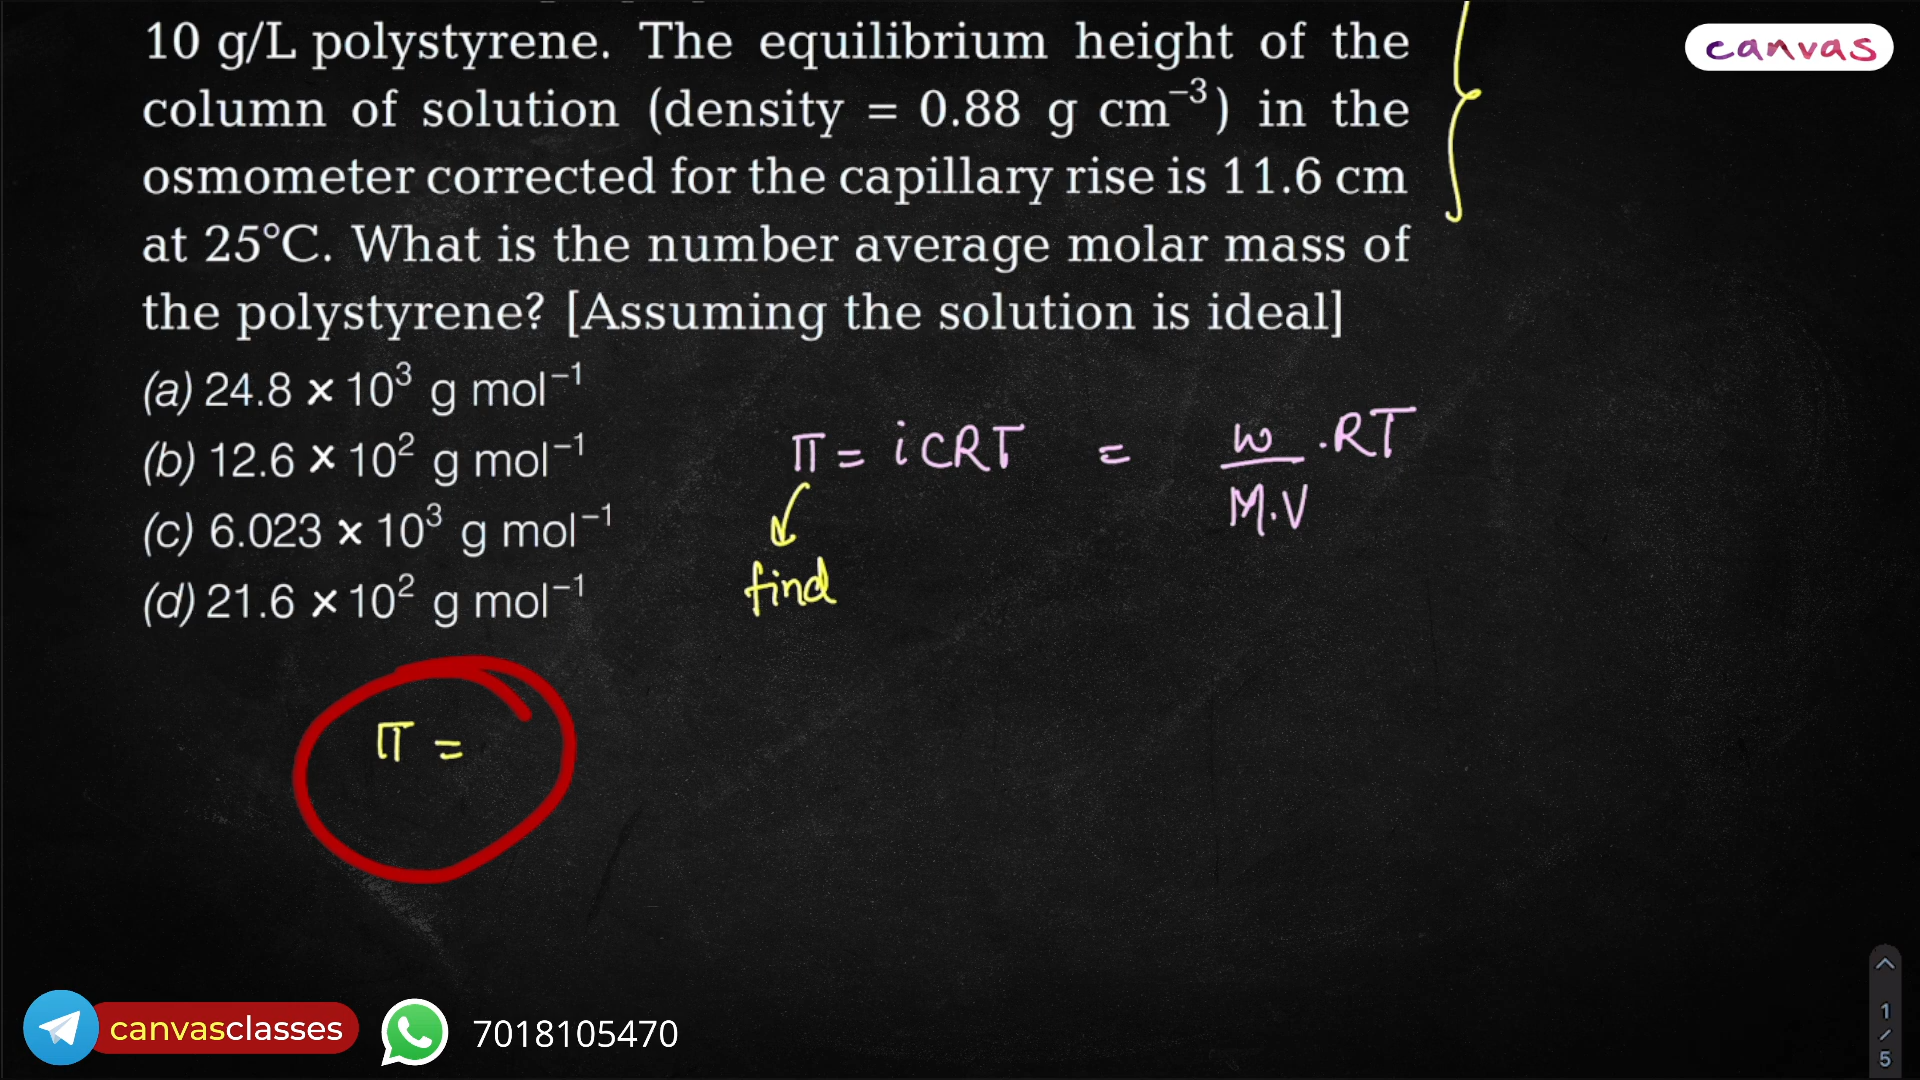 canvas
10 g/L polystyrene. The equilibrium height of the
column of solution (density = 0.88 g cm⁻³) in the
osmometer corrected for the capillary rise is 11.6 cm
at 25°C. What is the number average molar mass of
the polystyrene? [Assuming the solution is ideal]
(a) 24.8 × 10³ g mol⁻¹
(b) 12.6 × 10² g mol⁻¹
(c) 6.023 × 10³ g mol⁻¹
(d) 21.6 × 10² g mol⁻¹
π = iCRT = w/M.V .RT
find
π =
canvasclasses
7018105470
1
/
5